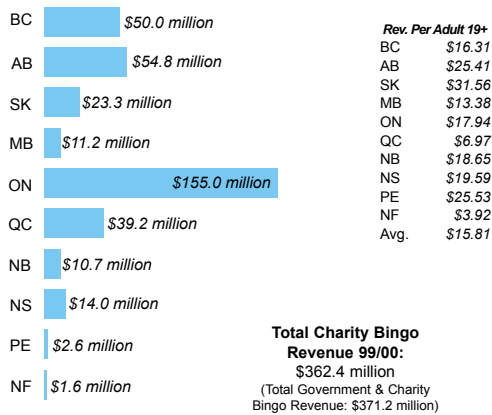 BC $50.0 million
AB $54.8 million
SK $23.3 million
MB $11.2 million
ON $155.0 million
QC $39.2 million
NB $10.7 million
NS $14.0 million
PE $2.6 million
NF $1.6 million
Rev. Per Adult 19+
BC $16.31
AB $25.41
SK $31.56
MB $13.38
ON $17.94
QC $6.97
NB $18.65
NS $19.59
PE $25.53
NF $3.92
Avg. $15.81
Total Charity Bingo
Revenue 99/00:
$362.4 million
(Total Government & Charity
Bingo Revenue: $371.2 million)